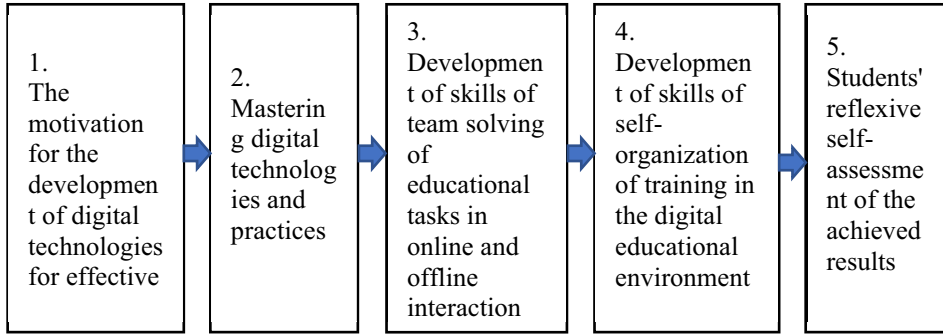 1.
The
motivation
for the
developmen
t of digital
technologies
for effective
2.
Masterin
g digital
technolog
ies and
practices
3.
Developmen
t of skills of
team solving
of
educational
tasks in
online and
offline
interaction
4.
Developmen
t of skills of
self-
organization
of training in
the digital
educational
environment
5.
Students'
reflexive
self-
assessme
nt of the
achieved
results